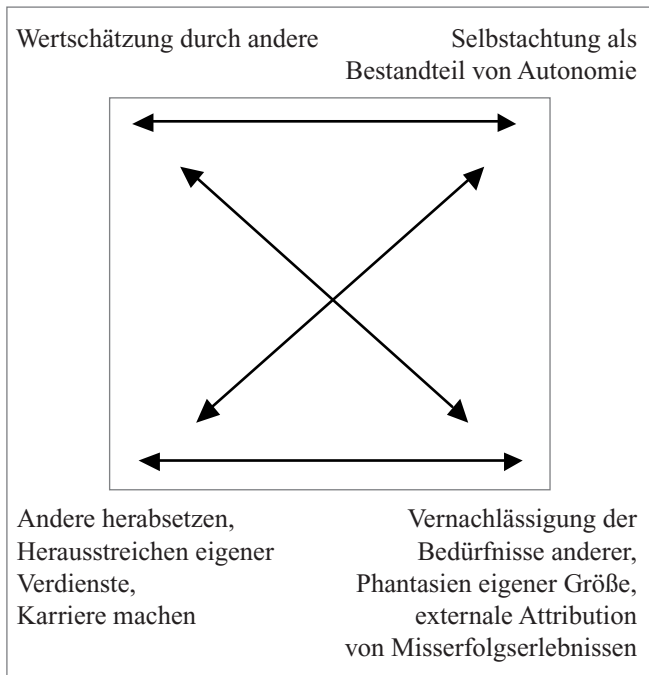 Wertschätzung durch andere
Selbstachtung als
Bestandteil von Autonomie
Andere herabsetzen,
Herausstreichen eigener
Verdienste,
Karriere machen
Vernachlässigung der
Bedürfnisse anderer,
Phantasien eigener Größe,
externale Attribution
von Misserfolgserlebnissen